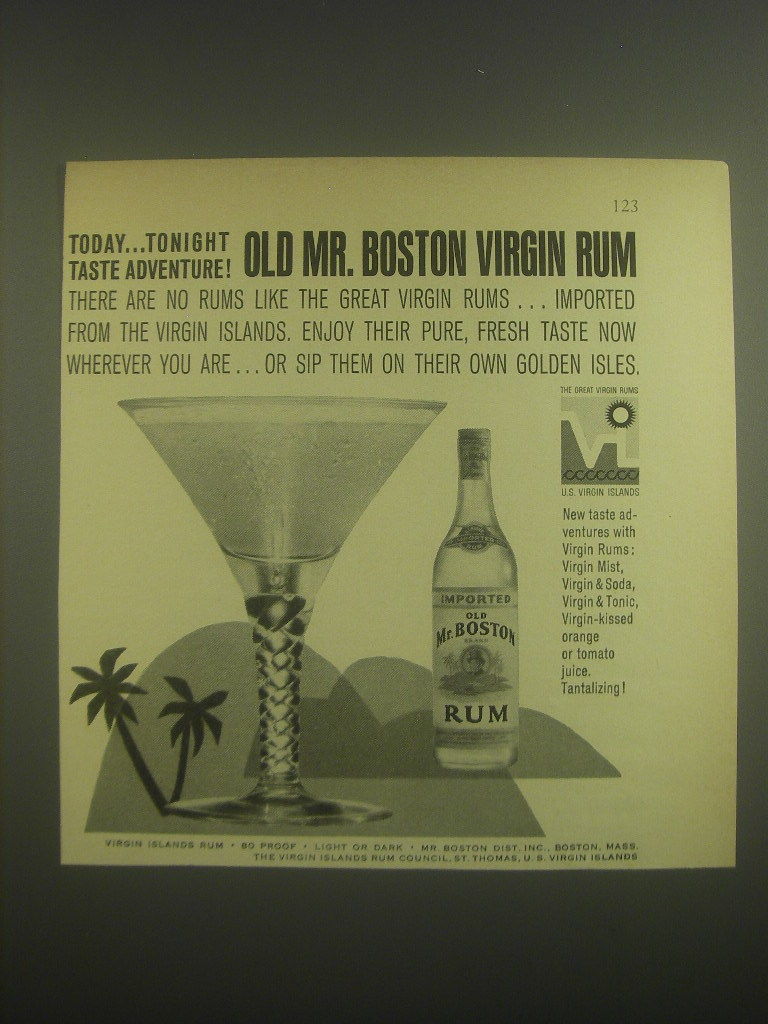 123
TODAY...TONIGHT
TASTE ADVENTURE!
OLD MR. BOSTON VIRGIN RUM
THERE ARE NO RUMS LIKE THE GREAT VIRGIN RUMS ... IMPORTED
FROM THE VIRGIN ISLANDS. ENJOY THEIR PURE, FRESH TASTE NOW
WHEREVER YOU ARE ... OR SIP THEM ON THEIR OWN GOLDEN ISLES.
THE GREAT VIRGIN RUMS
VI
U.S. VIRGIN ISLANDS
New taste ad-
ventures with
Virgin Rums:
Virgin Mist,
Virgin & Soda,
Virgin & Tonic,
Virgin-kissed
orange
or tomato
juice.
Tantalizing!
IMPORTED
RUM
IMPORTED
OLD
Mr. BOSTON
BRAND
RUM
VIRGIN ISLANDS RUM • 80 PROOF • LIGHT OR DARK • MR BOSTON DIST. INC., BOSTON, MASS.
THE VIRGIN ISLANDS RUM COUNCIL, ST. THOMAS, U. S. VIRGIN ISLANDS